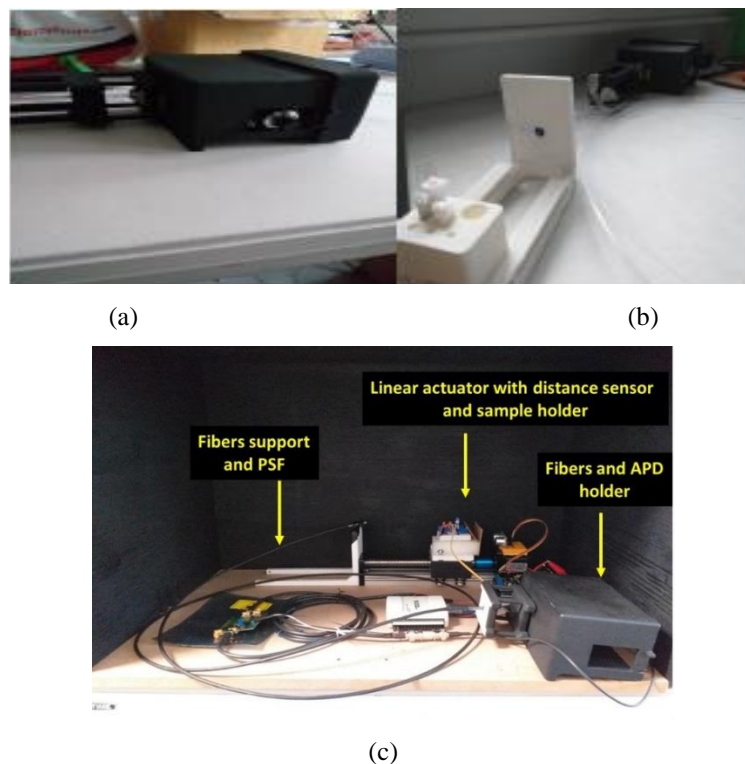 (a)
(b)
Linear actuator with distance sensor
and sample holder
Fibers support
and PSF
Fibers and APD
holder
(c)